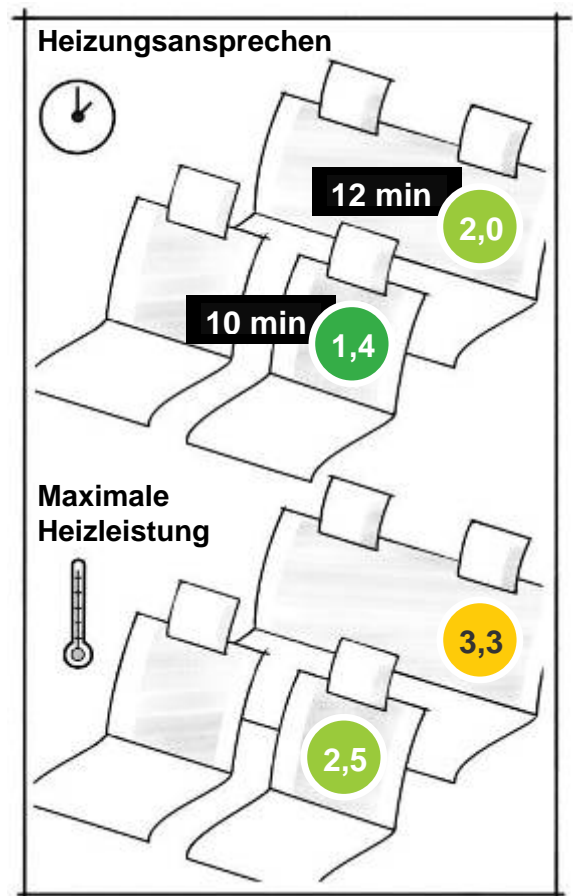 Heizungsansprechen
12 min
2,0
10 min
1,4
Maximale
Heizleistung
3,3
2,5